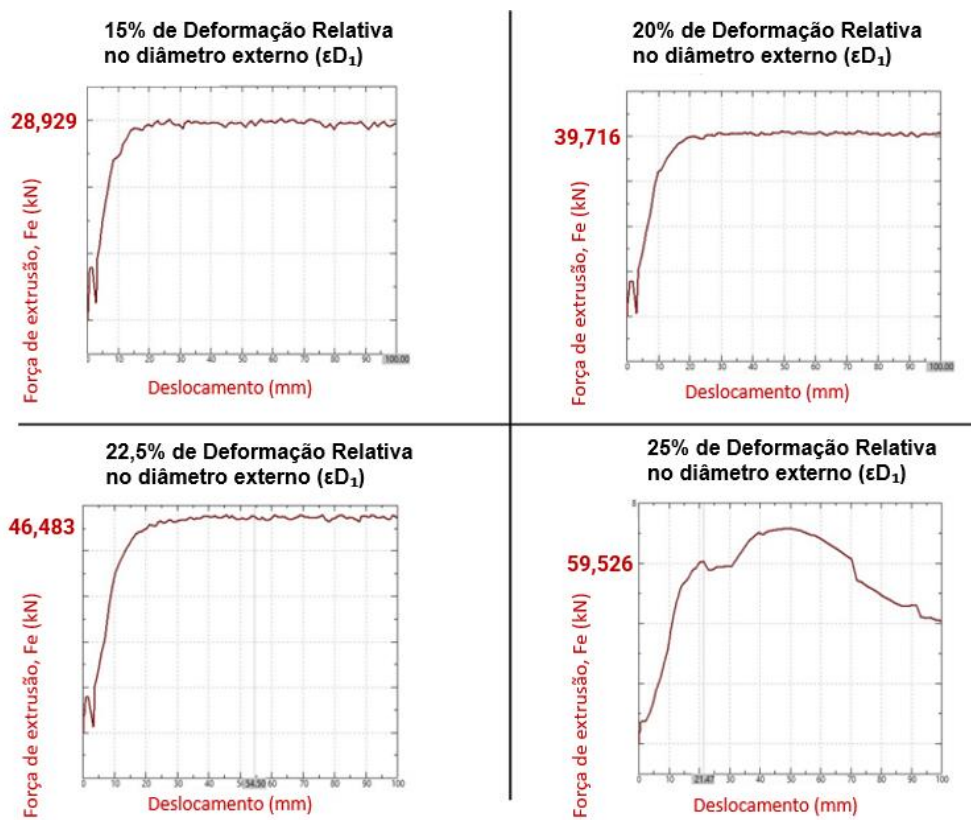 15% de Deformação Relativa
no diâmetro externo (εD₁)
28,929
Força de extrusão, Fe (kN)
0 10 20 30 40 50 60 70 80 90 100.00
Deslocamento (mm)
20% de Deformação Relativa
no diâmetro externo (εD₁)
39,716
Força de extrusão, Fe (kN)
0 10 20 30 40 50 60 70 80 90 100.00
Deslocamento (mm)
22,5% de Deformação Relativa
no diâmetro externo (εD₁)
46,483
Força de extrusão, Fe (kN)
0 10 20 30 40 54.50 60 70 80 90 100
Deslocamento (mm)
25% de Deformação Relativa
no diâmetro externo (εD₁)
59,526
Força de extrusão, Fe (kN)
0 10 21.47 30 40 50 60 70 80 90 100
Deslocamento (mm)